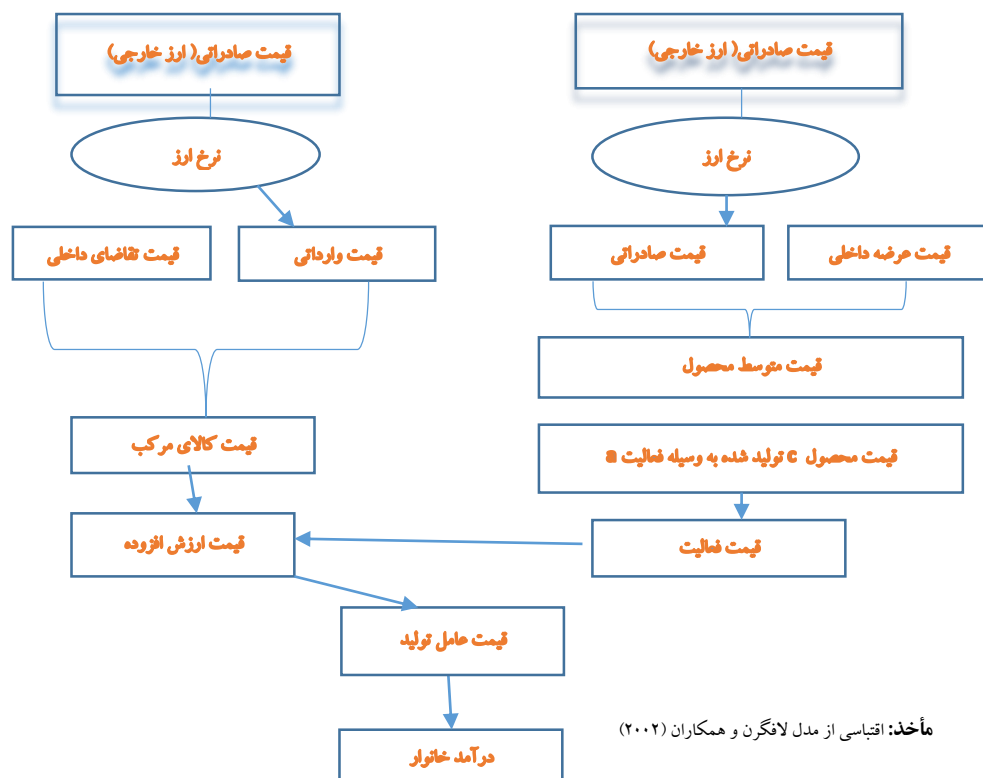 قیمت صادراتی( ارز خارجی)
قیمت صادراتی( ارز خارجی)
نرخ ارز
نرخ ارز
قیمت عرضه داخلی
قیمت صادراتی
قیمت وارداتی
قیمت تقاضای داخلی
قیمت متوسط محصول
قیمت کالای مرکب
قیمت محصول c تولید شده به وسیله فعالیت a
قیمت فعالیت
قیمت ارزش افزوده
قیمت عامل تولید
مأخذ: اقتباسی از مدل لافگرن و همکاران (۲۰۰۲)
درآمد خانوار